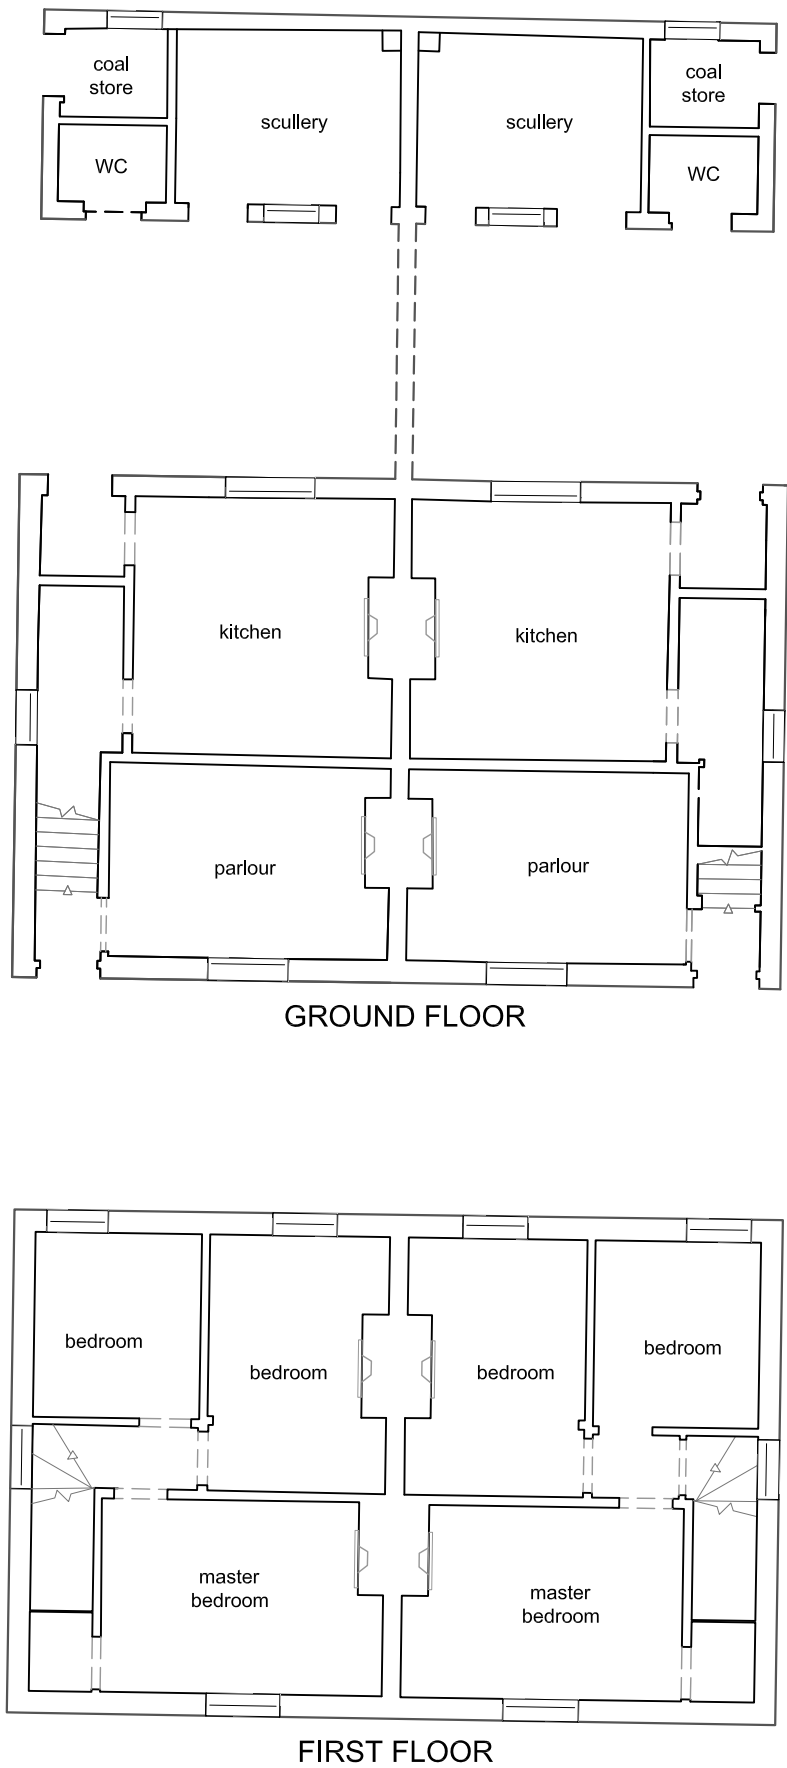 coal
store
scullery
scullery
coal
store
WC
WC
kitchen
kitchen
parlour
parlour
GROUND FLOOR
bedroom
bedroom
bedroom
bedroom
master
bedroom
master
bedroom
FIRST FLOOR